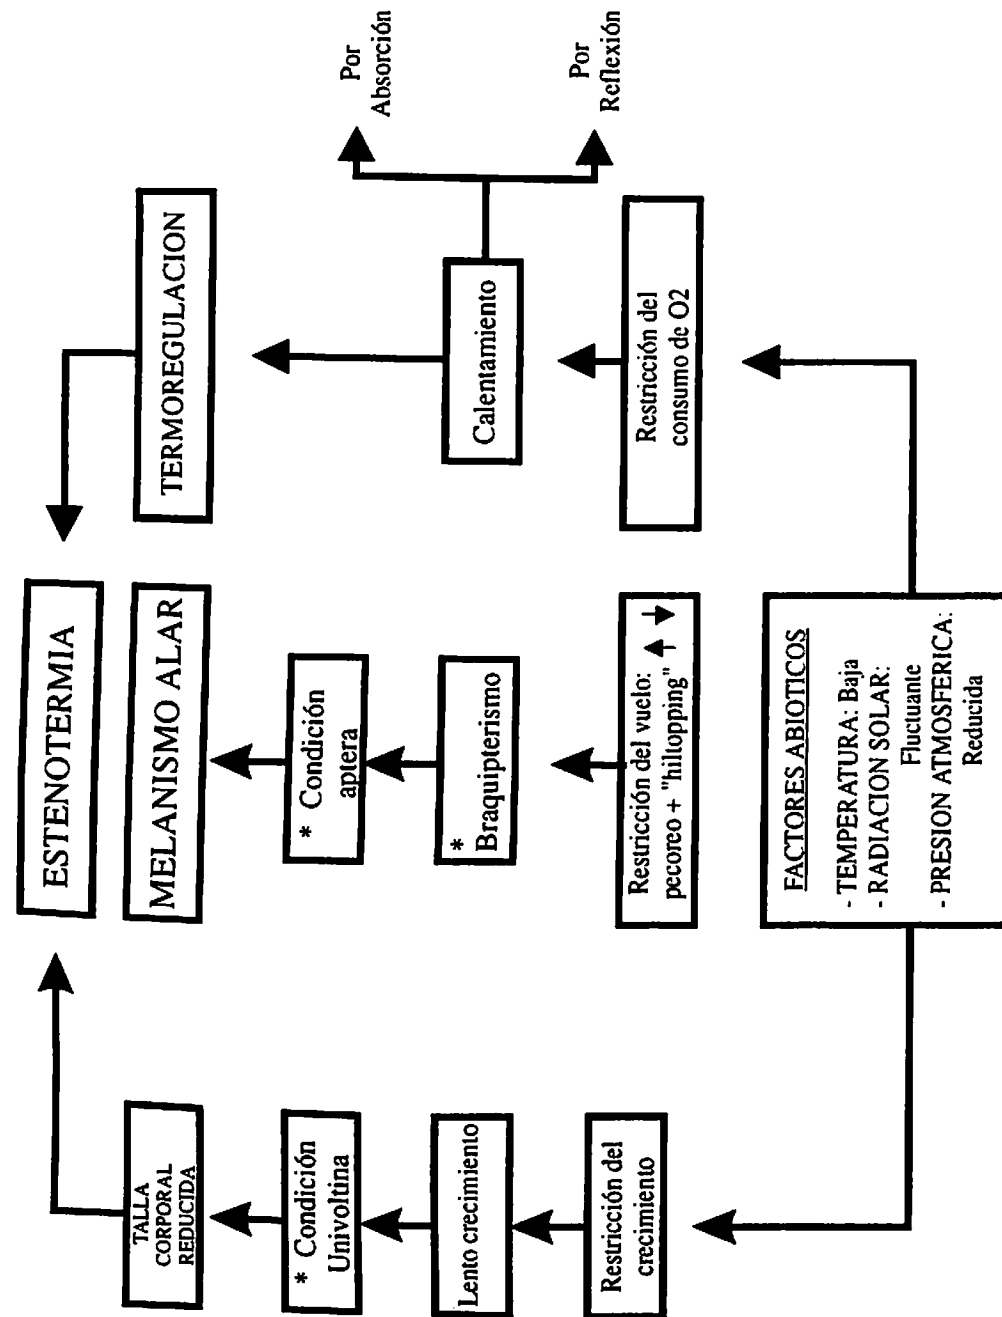 ESTENOTERMIA
MELANISMO ALAR
TERMOREGULACION
TALLA
CORPORAL
REDUCIDA
* Condición
Univoltina
Lento crecimiento
Restricción del
crecimiento
* Condición
aptera
*
Braquipterismo
Restricción del vuelo:
pecoreo + "hiltopping"
Calentamiento
Por
Absorción
Por
Reflexión
Restricción del
consumo de O2
FACTORES ABIOTICOS
- TEMPERATURA: Baja
- RADIACION SOLAR:
Fluctuante
- PRESION ATMOSFERICA:
Reducida